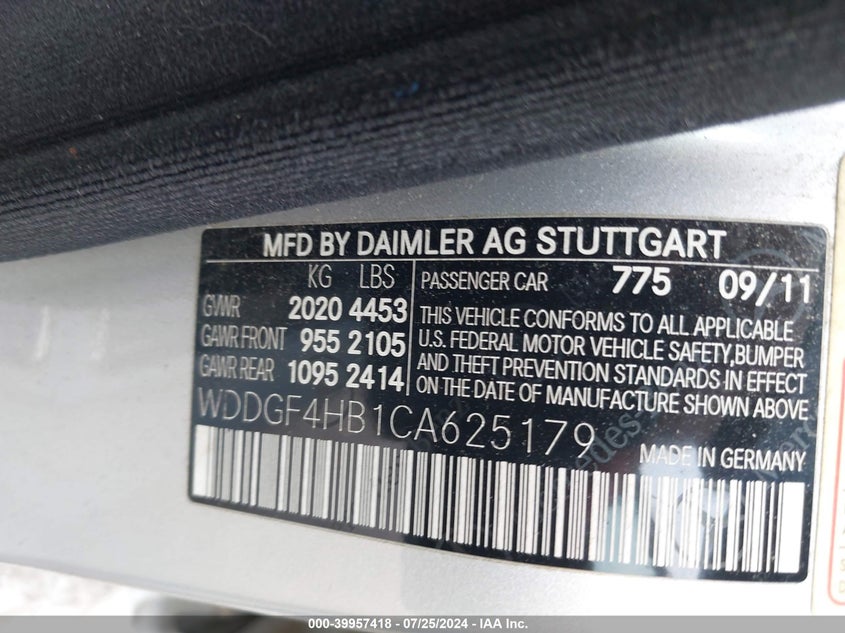 MFD BY DAIMLER AG STUTTGART
KG LBS
GVWR 2020 4453
GAWR FRONT 955 2105
GAWR REAR 1095 2414
PASSENGER CAR 775 09/11
THIS VEHICLE CONFORMS TO ALL APPLICABLE
U.S. FEDERAL MOTOR VEHICLE SAFETY,BUMPER
AND THEFT PREVENTION STANDARDS IN EFFECT
ON THE DATE OF MANUFACTURE SHOWN ABOVE
WDDGF4HB1CA625179
MADE IN GERMANY
000-39957418 | 07/25/2024 - IAA Inc.